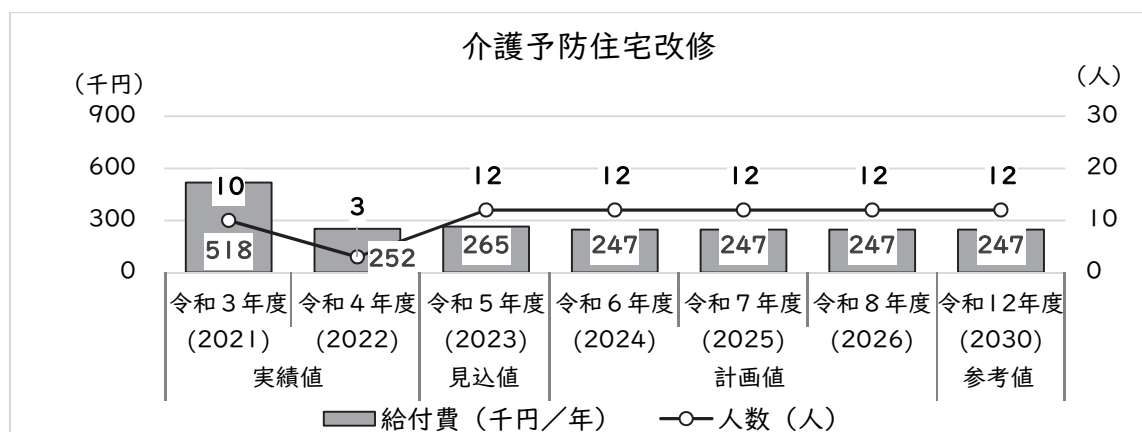 介護予防住宅改修
（千円） （人）
900 30
600 20
300 10
0 0
10 3 12 12 12 12 12
518 252 265 247 247 247 247
令和３年度 令和４年度 令和５年度 令和６年度 令和７年度 令和８年度 令和12年度
(2021) (2022) (2023) (2024) (2025) (2026) (2030)
実績値 見込値 計画値 参考値
給付費（千円／年） 人数（人）